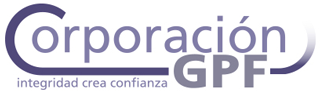 Corporación
GPF
integridad crea confianza